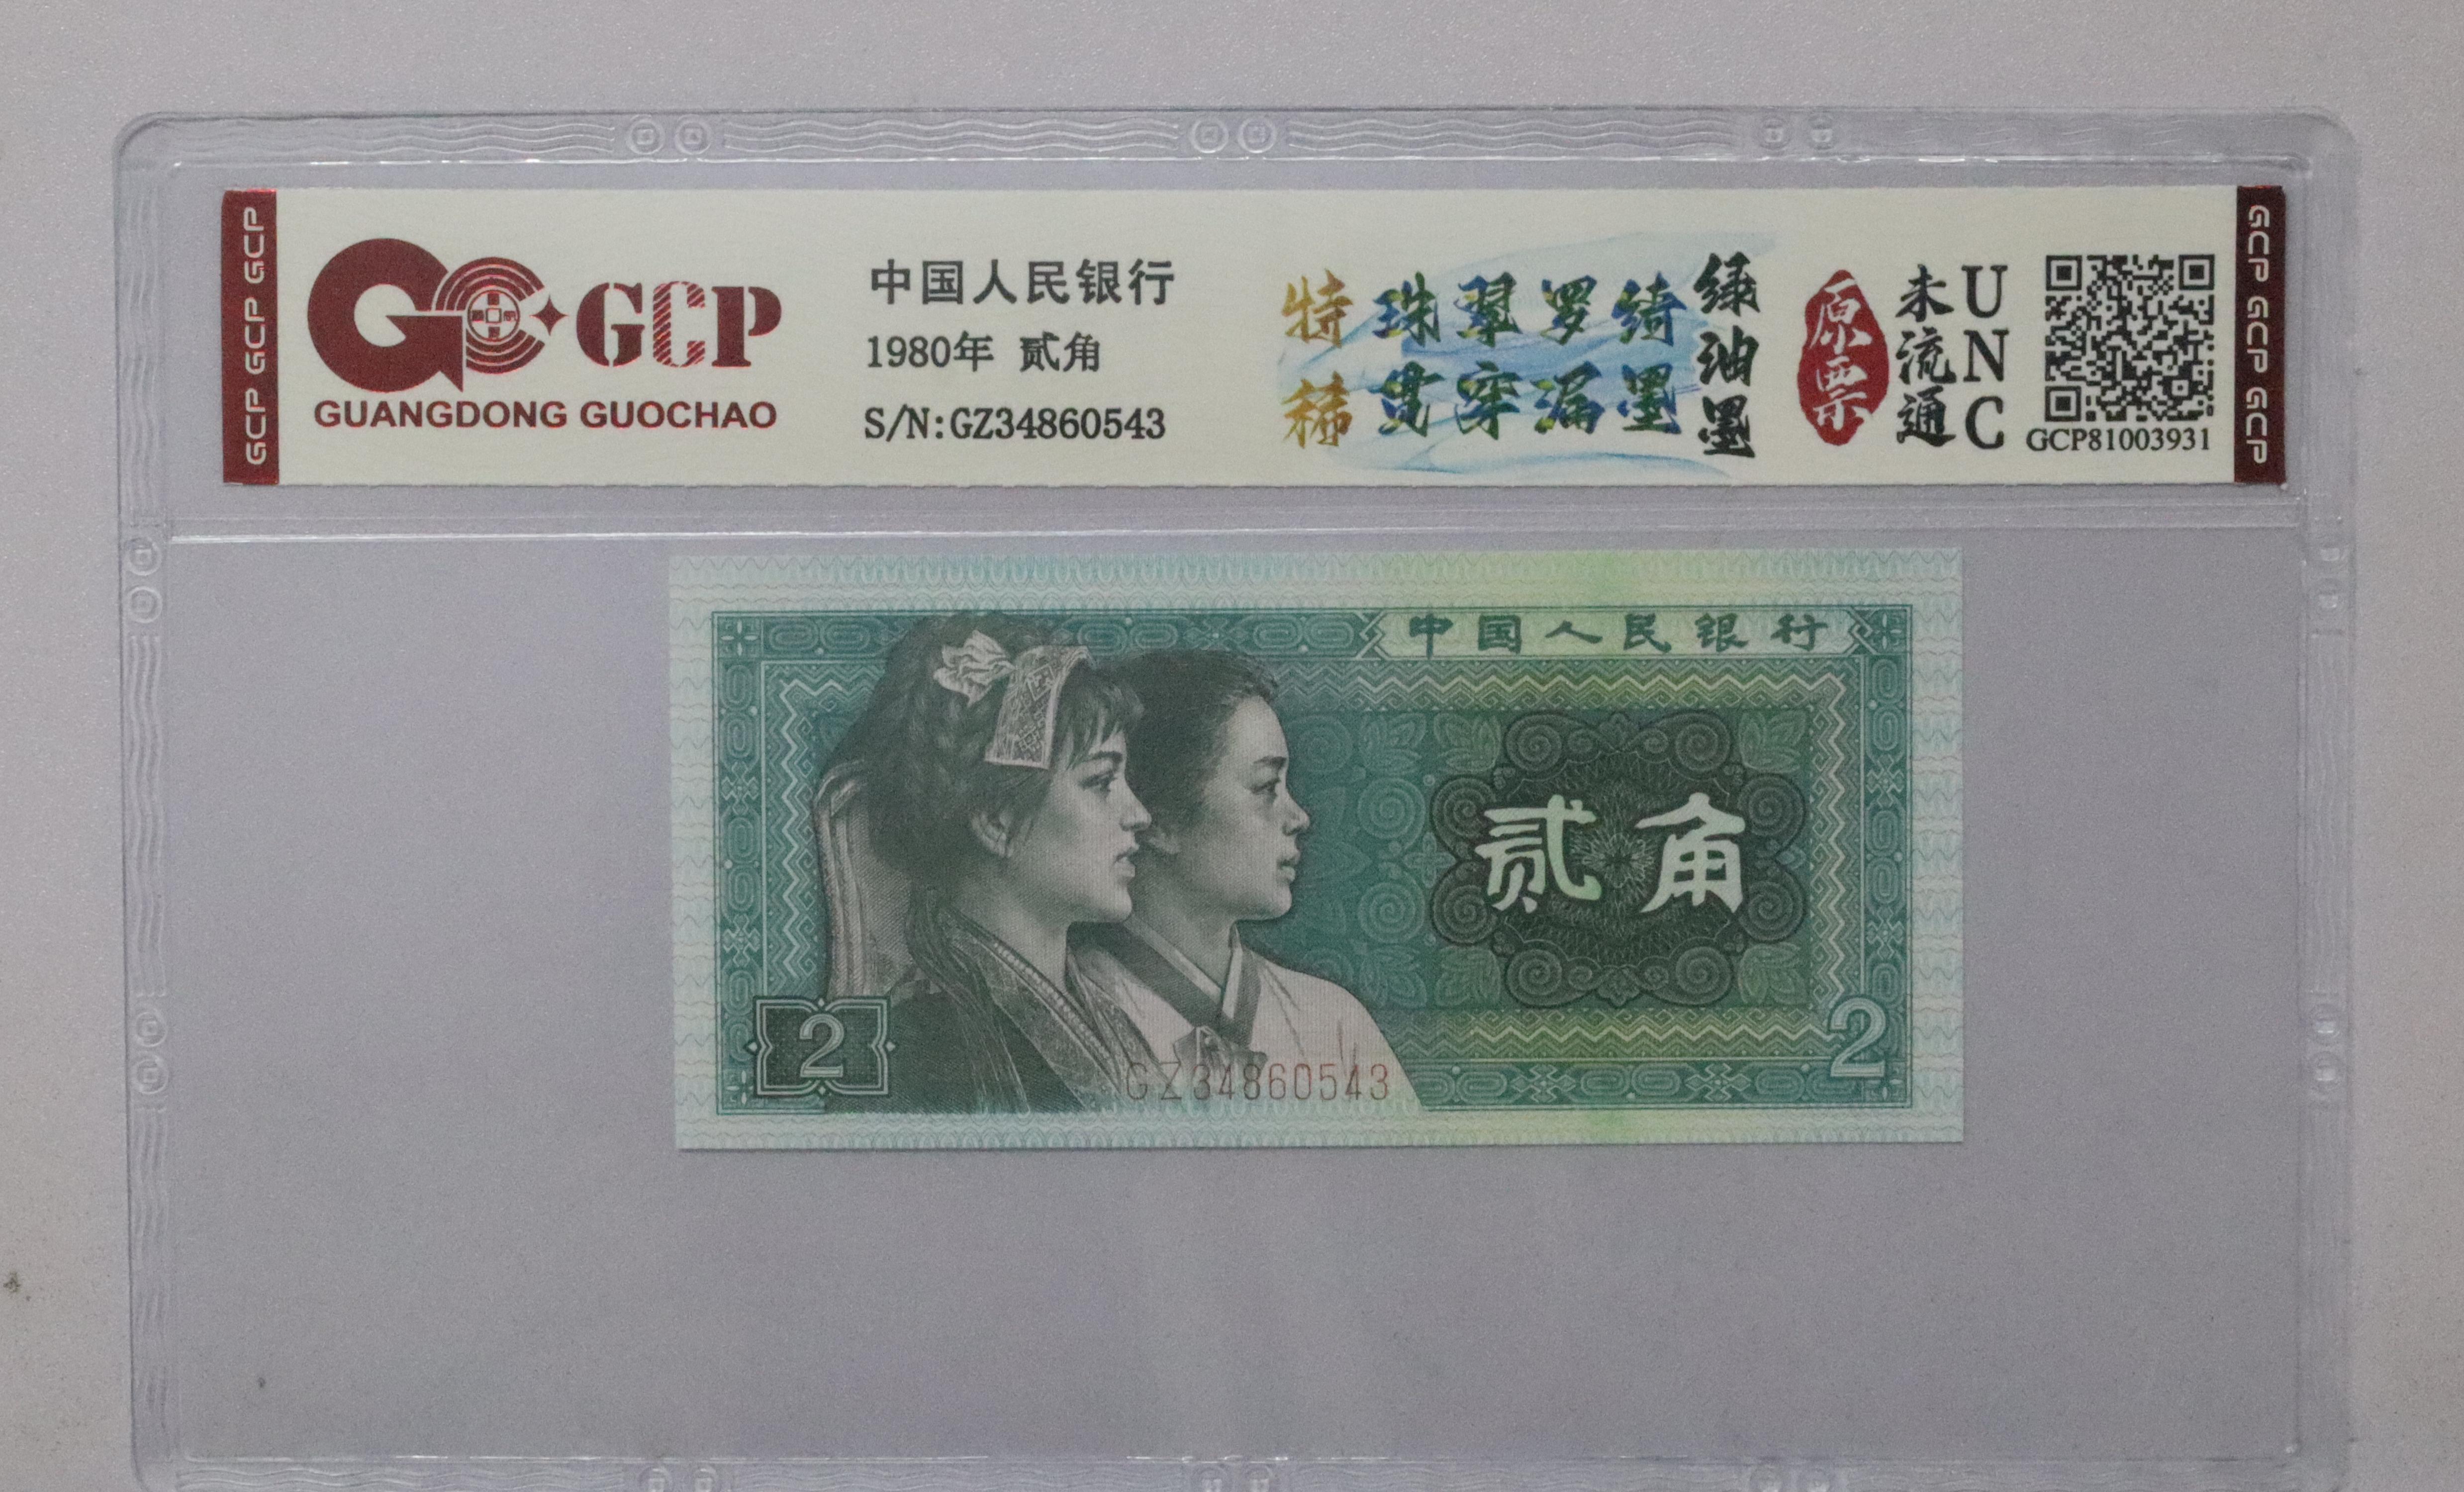 GCP GCP GCP
GCP
GUANGDONG GUOCHAO
中国人民银行
1980年 贰角
S/N:GZ34860543
特 珠翠罗绮
稀 贯穿漏墨
绿油墨
原票
未流通
UNC
GCP81003931
GCP GCP GCP
中国人民银行
贰角
2
2
GZ34860543